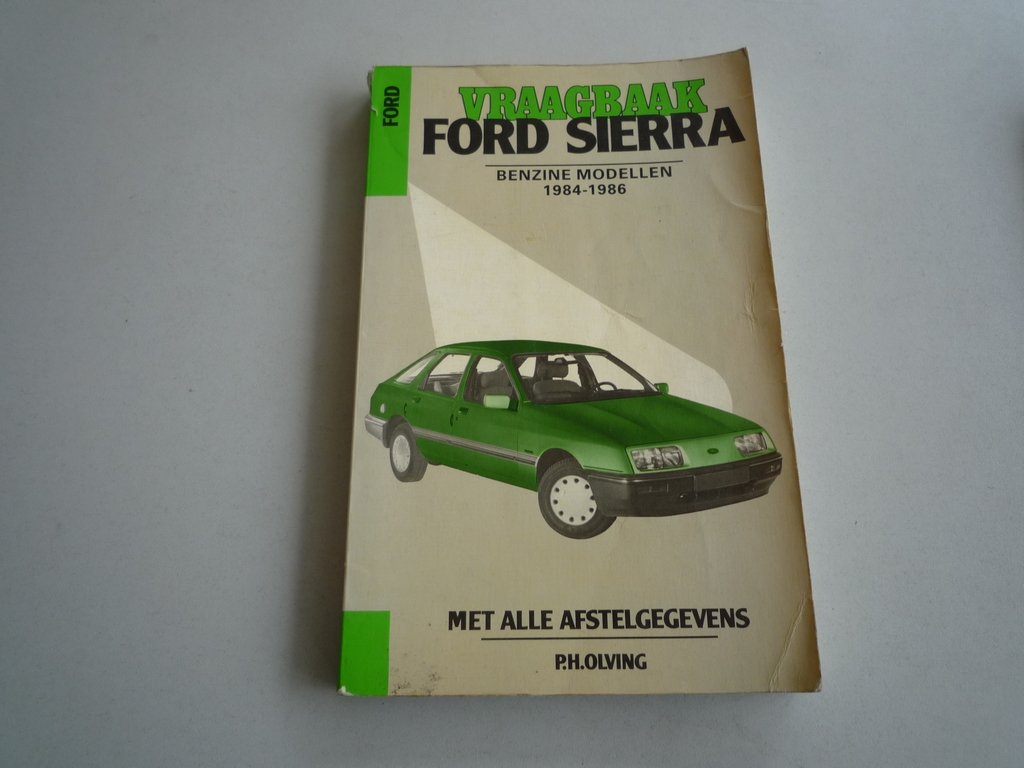 FORD
VRAAGBAAK
FORD SIERRA
BENZINE MODELLEN
1984-1986
MET ALLE AFSTELGEGEVENS
P.H.OLVING